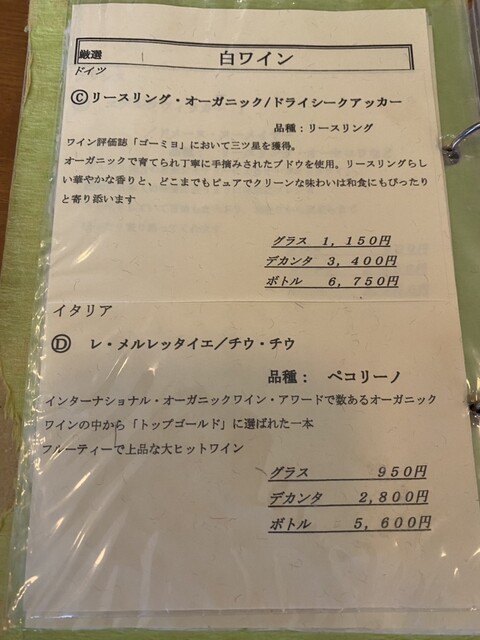 厳選
白ワイン
ドイツ
Ⓒリースリング・オーガニック/ドライシークアッカー
品種：リースリング
ワイン評価誌「ゴーミヨ」において三ツ星を獲得。
オーガニックで育てられ丁寧に手摘みされたブドウを使用。リースリングらし
い華やかな香りと、どこまでもピュアでクリーンな味わいは和食にもぴったり
と寄り添います
グラス 1,150円
デカンタ 3,400円
ボトル 6,750円
イタリア
Ⓓ レ・メルレッタイエ／チウ・チウ
品種： ペコリーノ
インターナショナル・オーガニックワイン・アワードで数あるオーガニック
ワインの中から「トップゴールド」に選ばれた一本
フルーティーで上品な大ヒットワイン
グラス 950円
デカンタ 2,800円
ボトル 5,600円